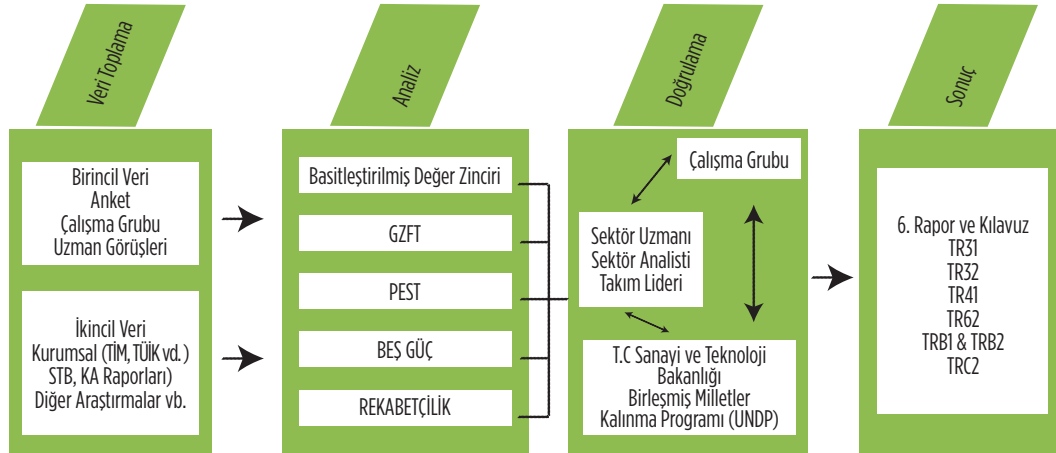 Veri Toplama
Birincil Veri
Anket
Çalışma Grubu
Uzman Görüşleri
İkincil Veri
Kurumsal (TİM, TÜİK vd. )
STB, KA Raporları)
Diğer Araştırmalar vb.
Analiz
Basitleştirilmiş Değer Zinciri
GZFT
PEST
BEŞ GÜÇ
REKABETÇİLİK
Doğrulama
Çalışma Grubu
Sektör Uzmanı
Sektör Analisti
Takım Lideri
T.C Sanayi ve Teknoloji
Bakanlığı
Birleşmiş Milletler
Kalınma Programı (UNDP)
Sonuç
6. Rapor ve Kılavuz
TR31
TR32
TR41
TR62
TRB1 & TRB2
TRC2